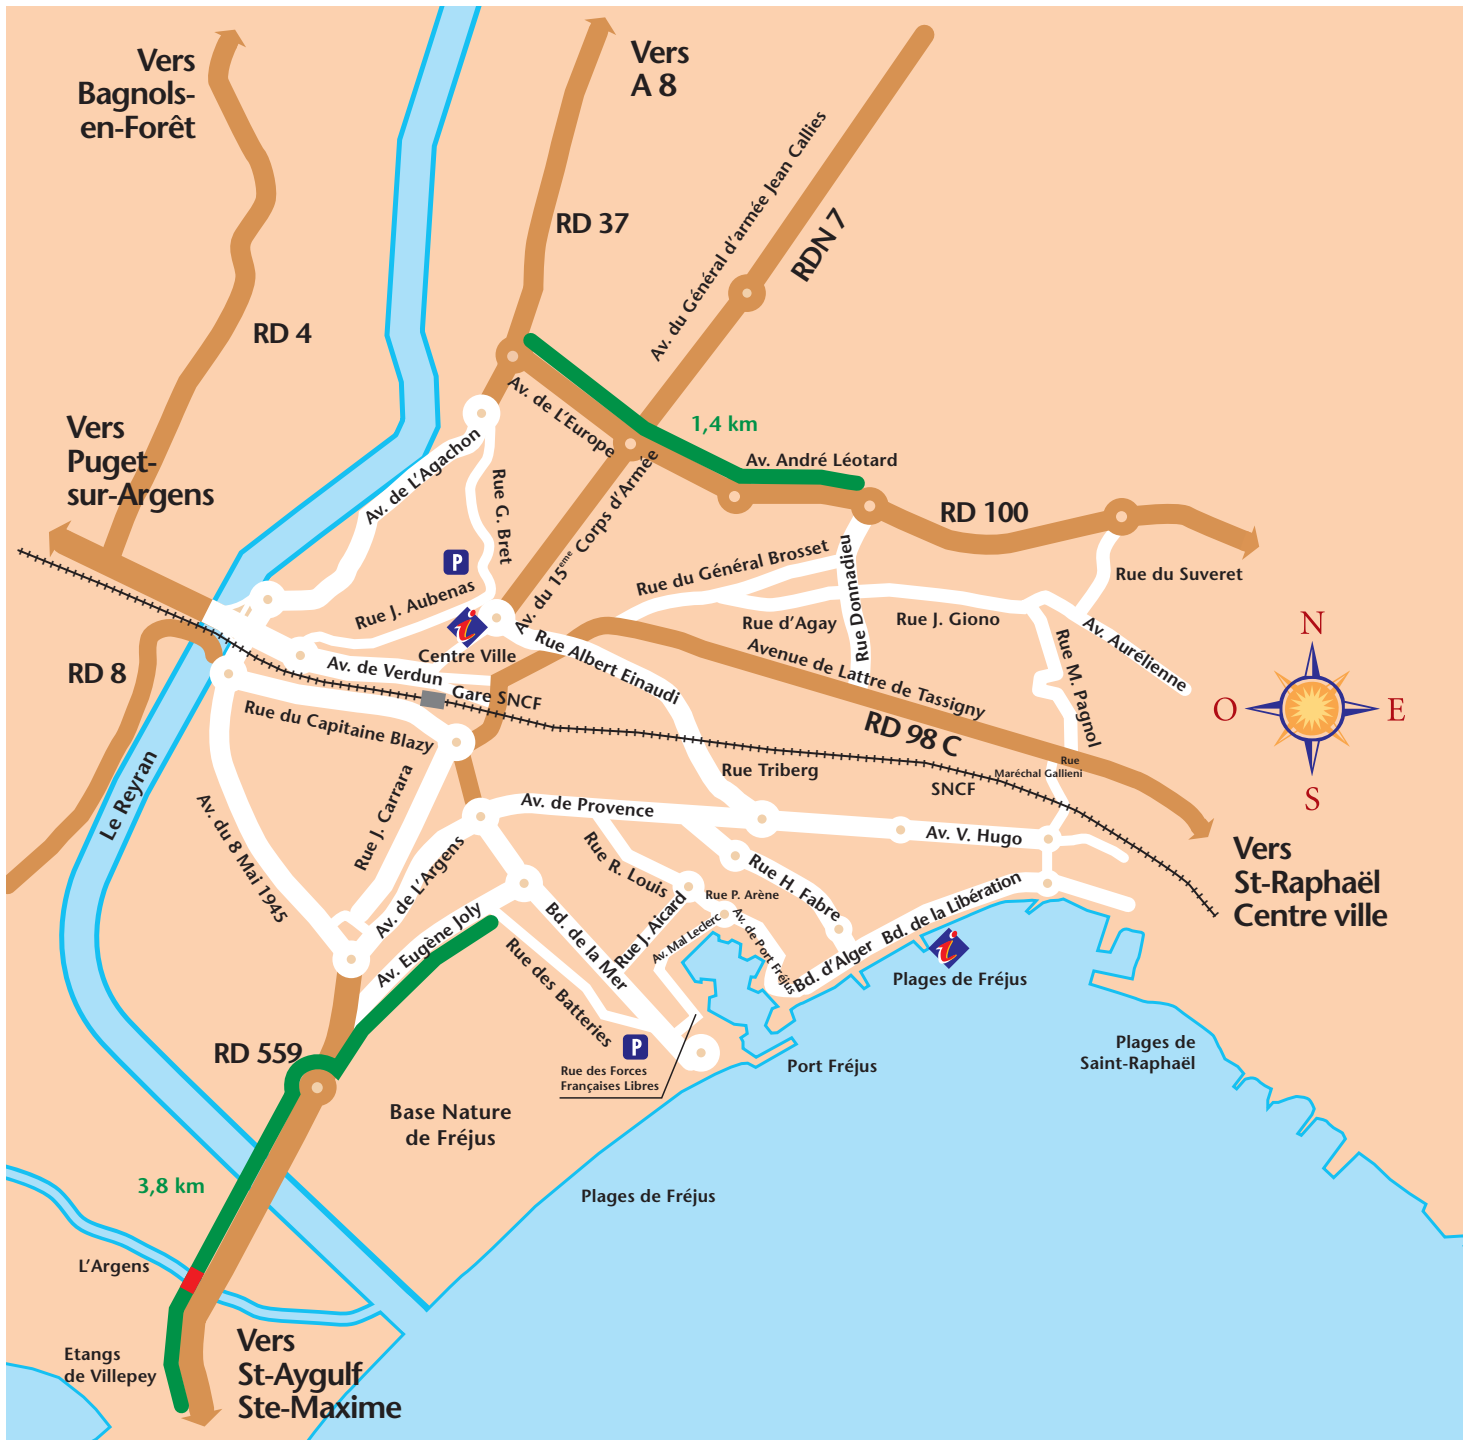 Vers
Bagnols-
en-Forêt
Vers
A 8
RD 37
Av. du Général d'armée Jean Callies
RDN 7
RD 4
Vers
Puget-
sur-Argens
Av. de L'Europe
1,4 km
Av. André Léotard
RD 100
Av. de L'Agachon
Rue G. Bret
Av. du 15eme Corps d'Armée
P
Rue J. Aubenas
Rue du Général Brosset
Rue Donnadieu
Rue du Suveret
Rue d'Agay
Rue J. Giono
Av. Aurélienne
Rue M. Pagnol
N
O
E
S
i
Centre Ville
Rue Albert Einaudi
Avenue de Lattre de Tassigny
RD 98 C
RD 8
Av. de Verdun
Gare SNCF
Rue du Capitaine Blazy
Rue Triberg
SNCF
Rue
Maréchal Gallieni
Le Reyran
Av. du 8 Mai 1945
Rue J. Carrara
Av. de L'Argens
Av. de Provence
Av. V. Hugo
Vers
St-Raphaël
Centre ville
Rue R. Louis
Rue H. Fabre
Rue P. Arène
Rue J. Aicard
Av. Mal Leclerc
Av. de Port Fréjus
Bd. d'Alger
Bd. de la Libération
i
Plages de Fréjus
Av. Eugène Joly
Bd. de la Mer
Rue des Batteries
P
Rue des Forces
Françaises Libres
Port Fréjus
Plages de
Saint-Raphaël
RD 559
Base Nature
de Fréjus
Plages de Fréjus
3,8 km
L'Argens
Etangs
de Villepey
Vers
St-Aygulf
Ste-Maxime